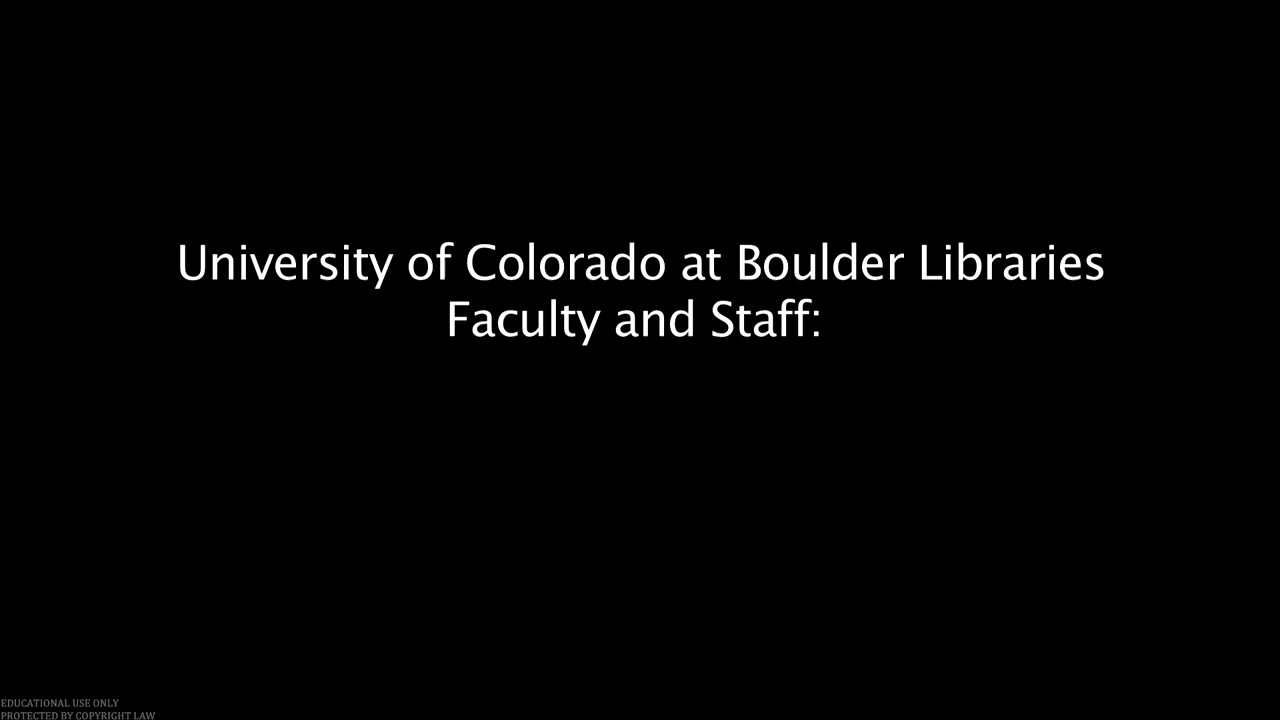 University of Colorado at Boulder Libraries
Faculty and Staff:
EDUCATIONAL USE ONLY
PROTECTED BY COPYRIGHT LAW